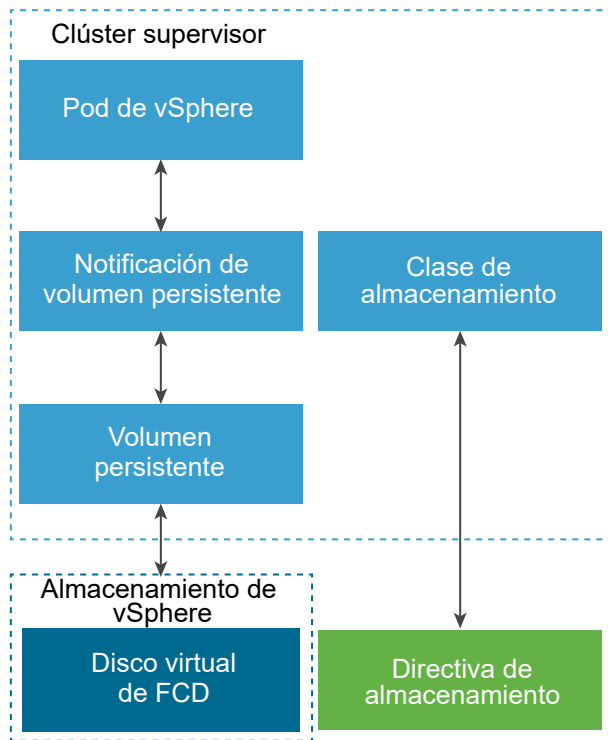 Clúster supervisor
Pod de vSphere
Notificación de
volumen persistente
Clase de
almacenamiento
Volumen
persistente
Almacenamiento de
vSphere
Disco virtual
de FCD
Directiva de
almacenamiento